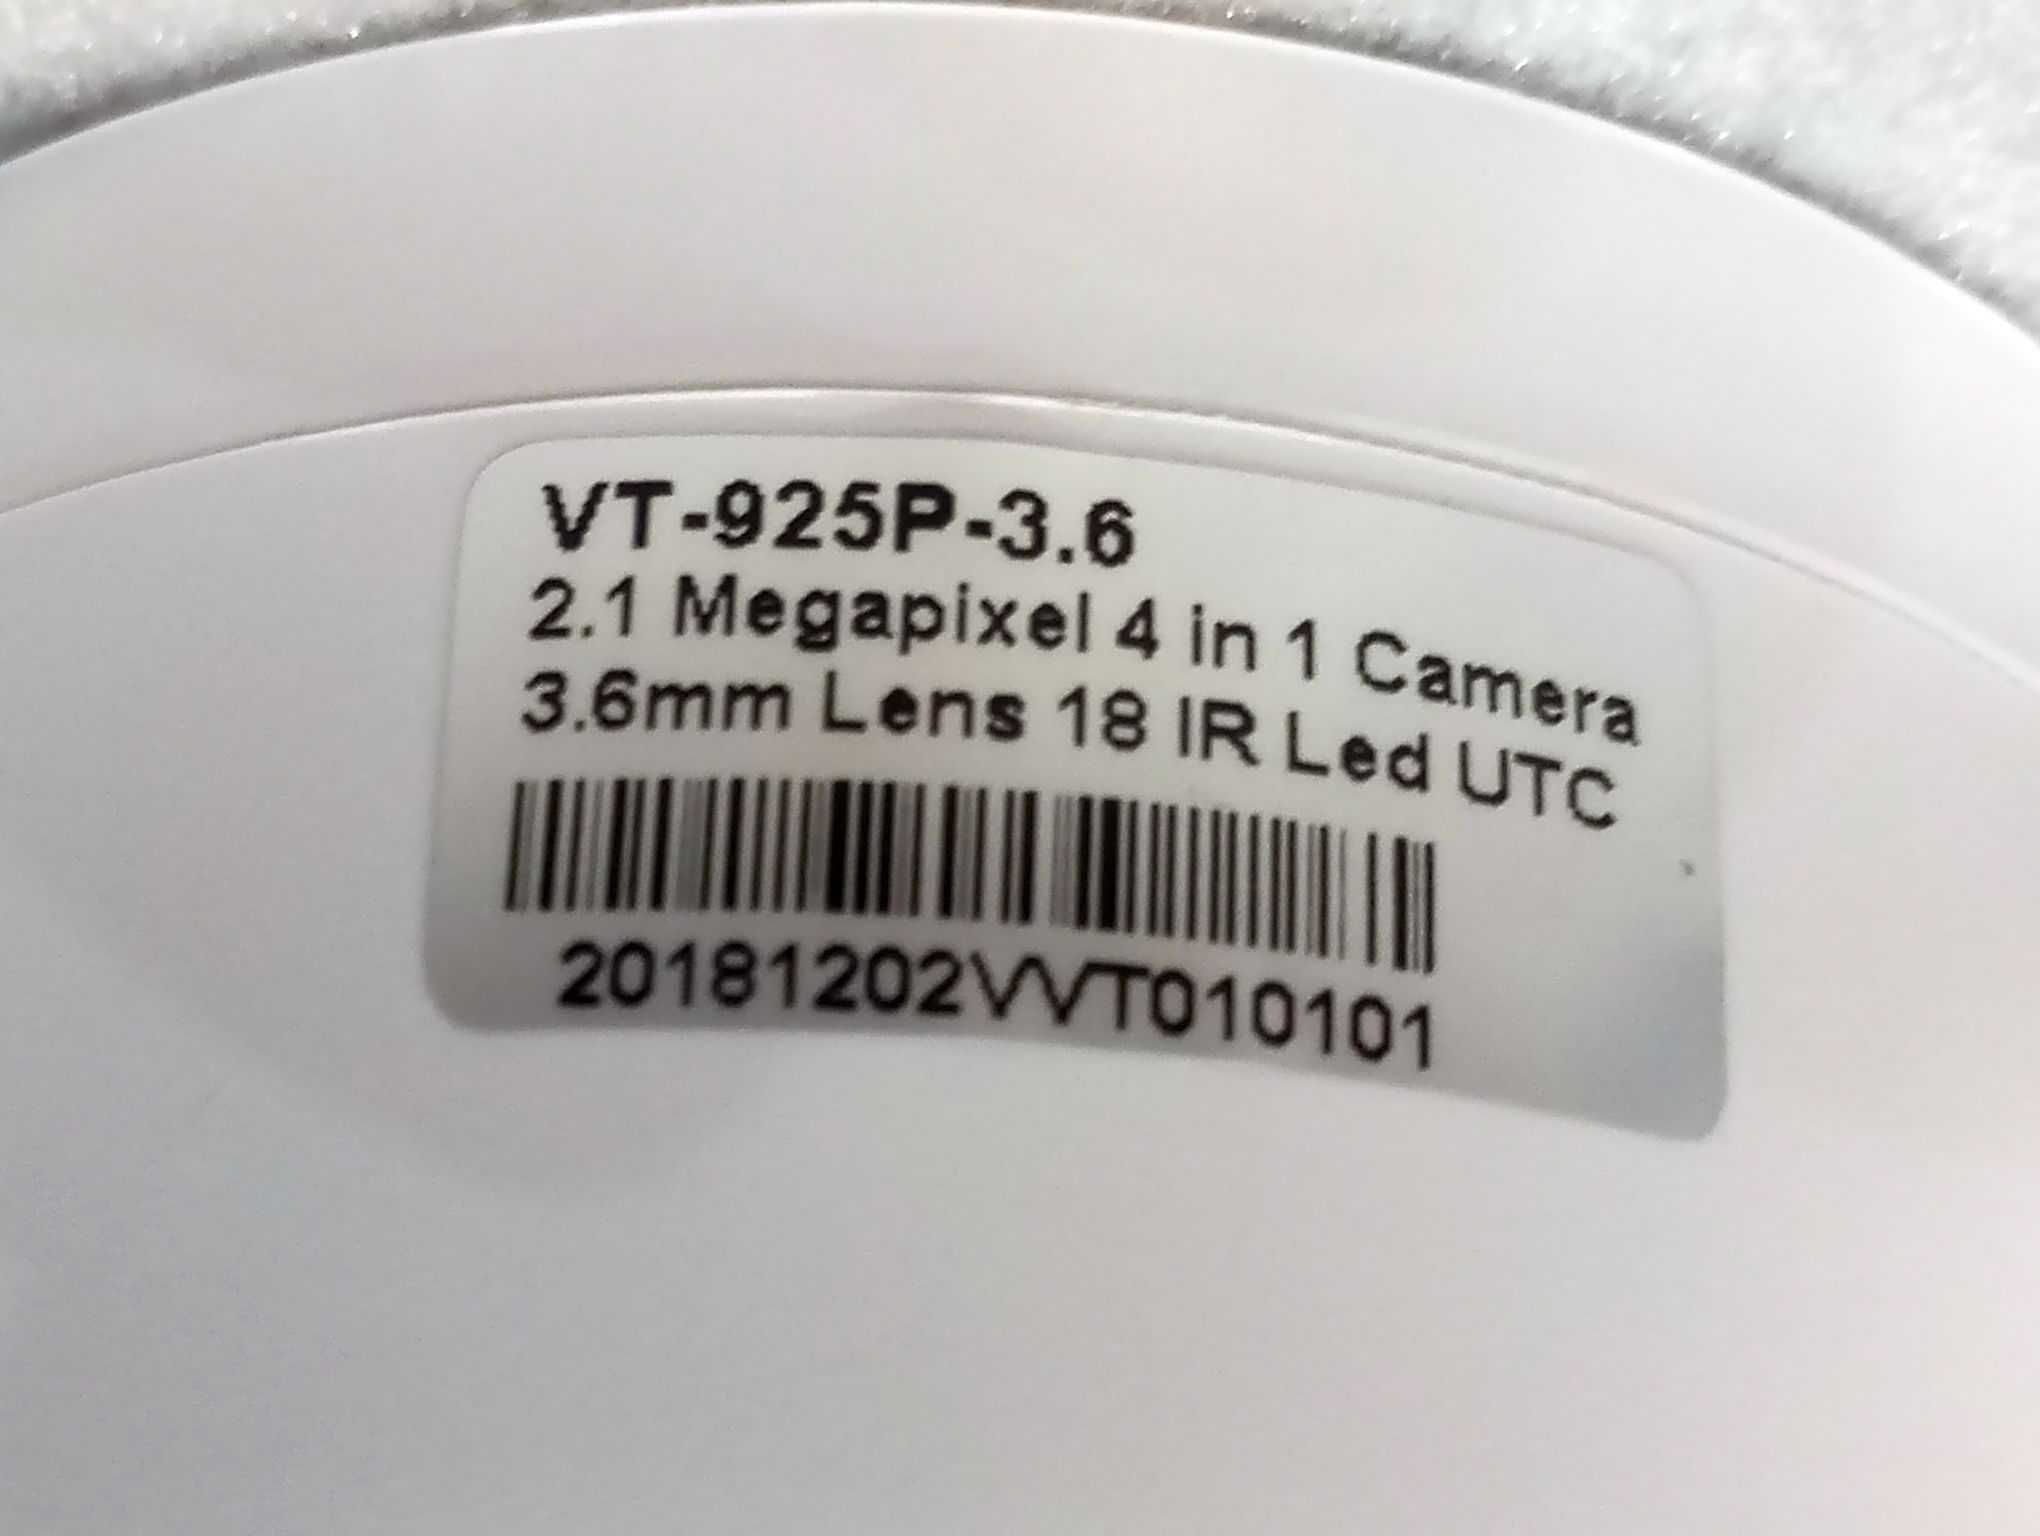 VT-925P-3.6
2.1 Megapixel 4 in 1 Camera
3.6mm Lens 18 IR Led UTC
20181202VVT010101